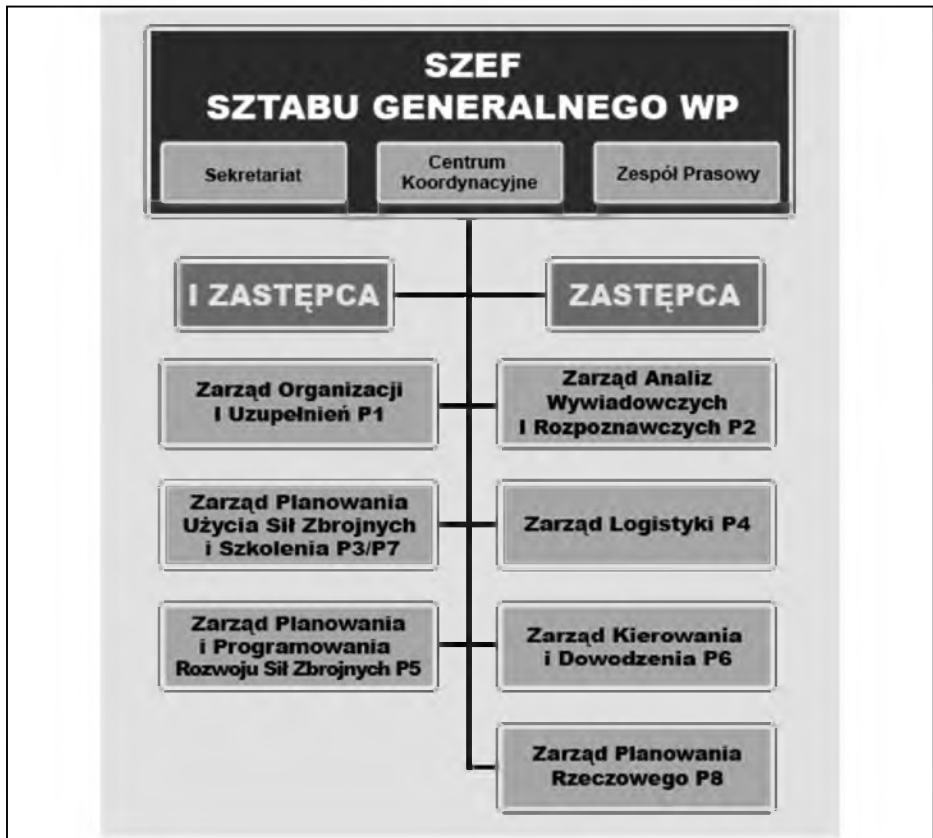 SZEF
SZTABU GENERALNEGO WP
Sekretariat
Centrum
Koordynacyjne
Zespół Prasowy
I ZASTĘPCA
ZASTĘPCA
Zarząd Organizacji
I Uzupełnień P1
Zarząd Analiz
Wywiadowczych
I Rozpoznawczych P2
Zarząd Planowania
Użycia Sił Zbrojnych
i Szkolenia P3/P7
Zarząd Logistyki P4
Zarząd Planowania
i Programowania
Rozwoju Sił Zbrojnych P5
Zarząd Kierowania
i Dowodzenia P6
Zarząd Planowania
Rzeczowego P8